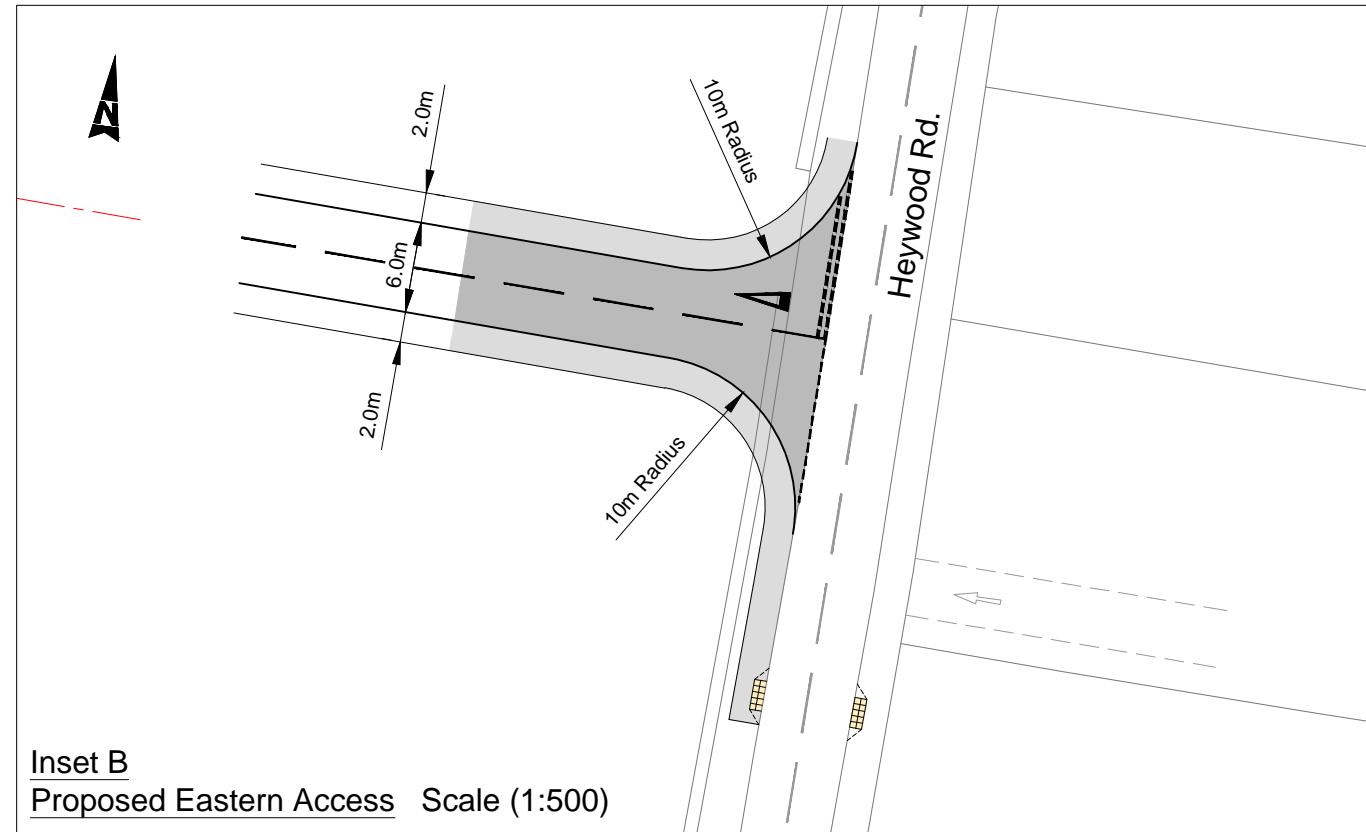 N
2.0m
10m Radius
Heywood Rd.
6.0m
2.0m
10m Radius
Inset B
Proposed Eastern Access Scale (1:500)